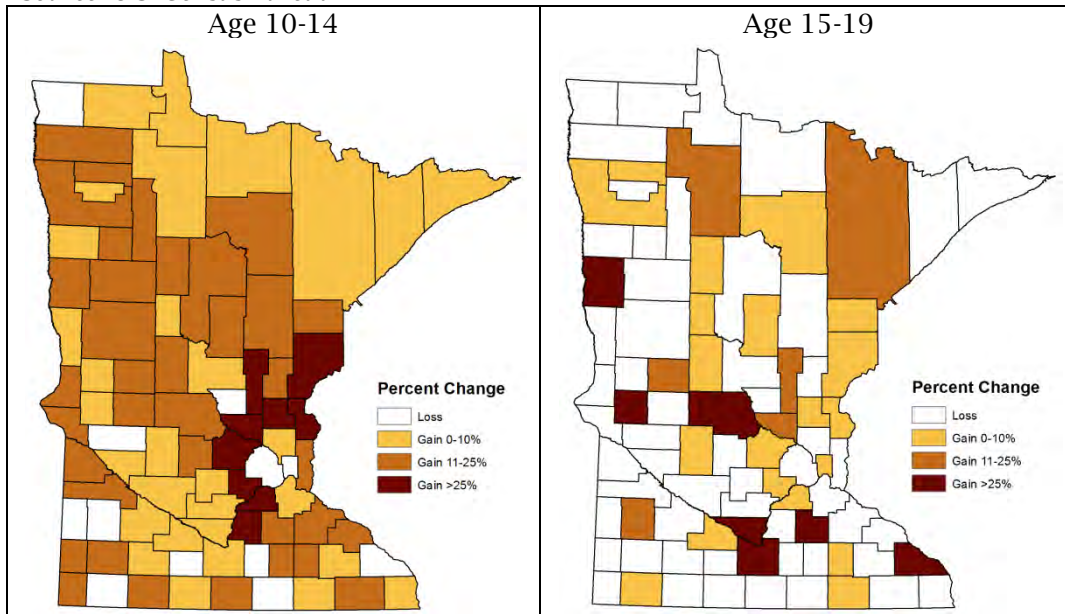 Age 10-14
Age 15-19
Percent Change
Loss
Gain 0-10%
Gain 11-25%
Gain >25%
Percent Change
Loss
Gain 0-10%
Gain 11-25%
Gain >25%